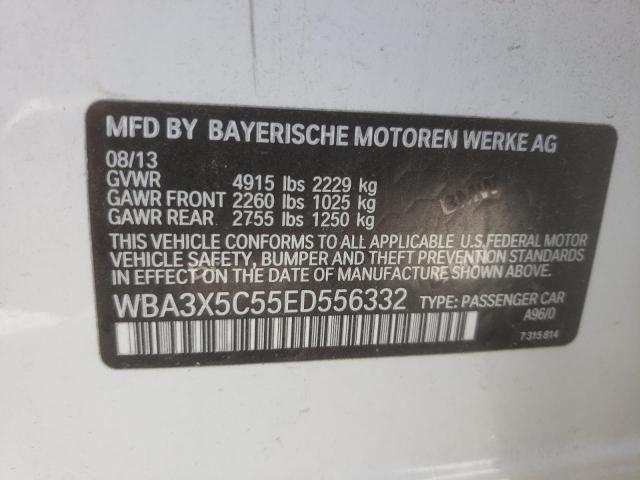 MFD BY BAYERISCHE MOTOREN WERKE AG
08/13
GVWR 4915 lbs 2229 kg
GAWR FRONT 2260 lbs 1025 kg
GAWR REAR 2755 lbs 1250 kg
BMW
THIS VEHICLE CONFORMS TO ALL APPLICABLE U.S. FEDERAL MOTOR
VEHICLE SAFETY, BUMPER AND THEFT PREVENTION STANDARDS
IN EFFECT ON THE DATE OF MANUFACTURE SHOWN ABOVE.
WBA3X5C55ED556332 TYPE: PASSENGER CAR
A96/0
7 315 814